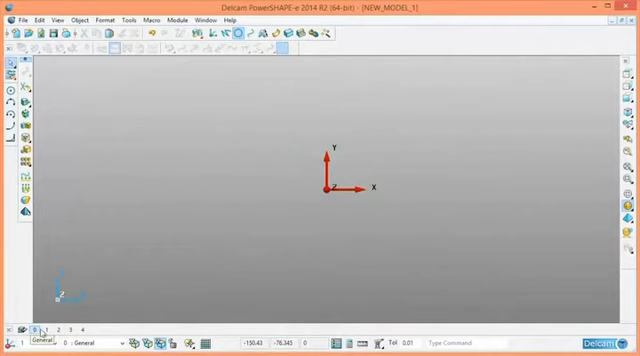 Delcam PowerSHAPE-e 2014 R2 (64-bit) - [NEW_MODEL_1]
File Edit View Object Format Tools Macro Module Window Help
Y
Z X
Z
0 1 2 3 4
General
1 0 : General -150.43 -76.345 0 Tol 0.01 Type Command Delcam